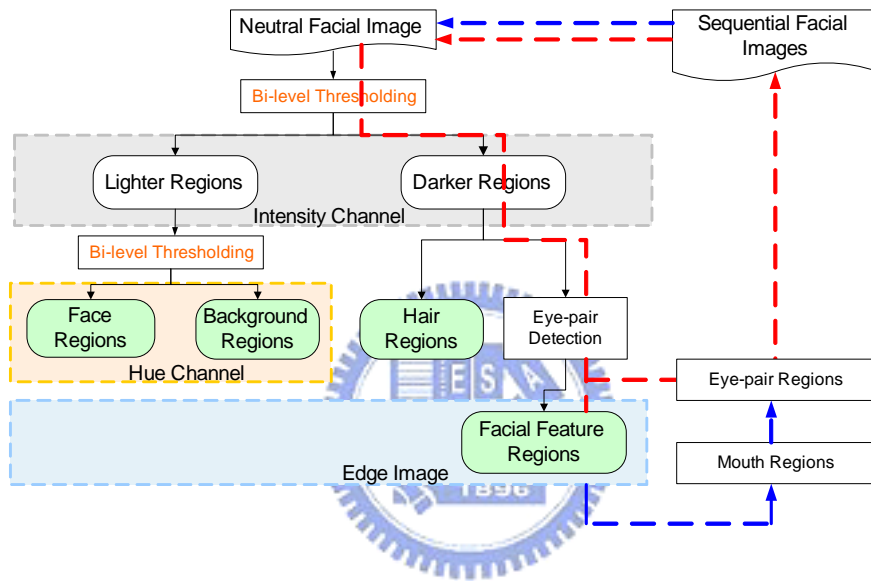 Neutral Facial Image
Sequential Facial
Images
Bi-level Thresholding
Lighter Regions
Darker Regions
Intensity Channel
Bi-level Thresholding
Face
Regions
Background
Regions
Hair
Regions
Eye-pair
Detection
Hue Channel
Eye-pair Regions
E S A
Facial Feature
Regions
Mouth Regions
Edge Image
1896